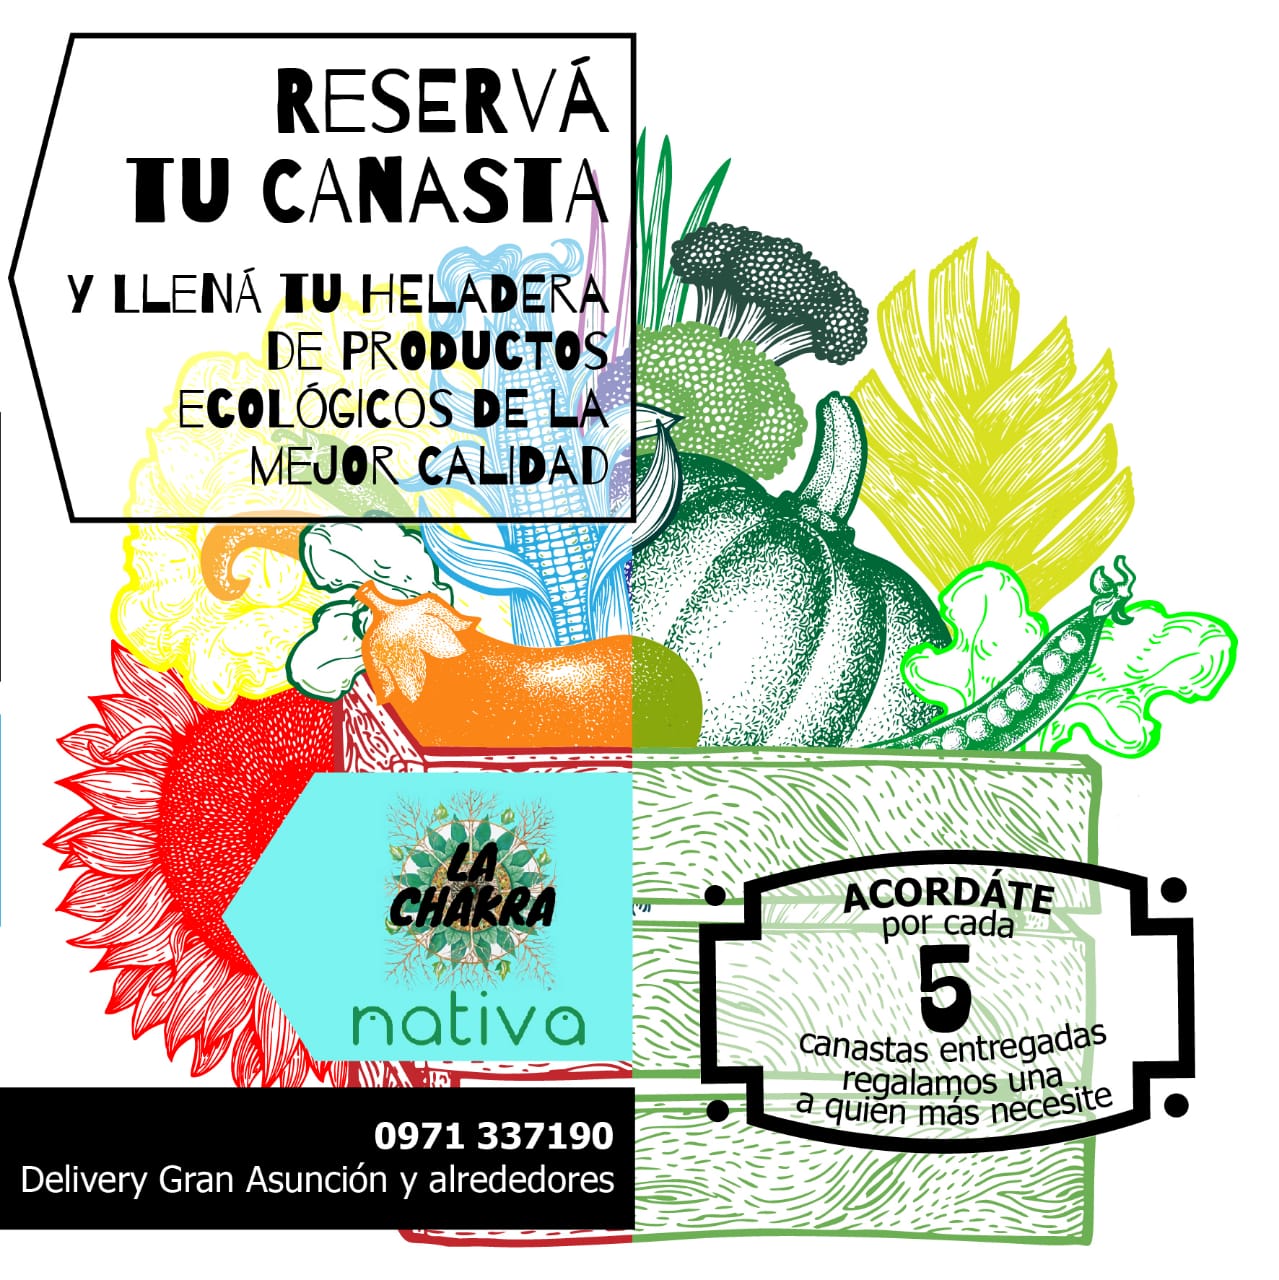 RESERVÁ
TU CANASTA
Y LLENÁ TU HELADERA
DE PRODUCTOS
ECOLÓGICOS DE LA
MEJOR CALIDAD
LA
CHAKRA
nativa
ACORDÁTE
por cada
5
canastas entregadas
regalamos una
a quien más necesite
0971 337190
Delivery Gran Asunción y alrededores